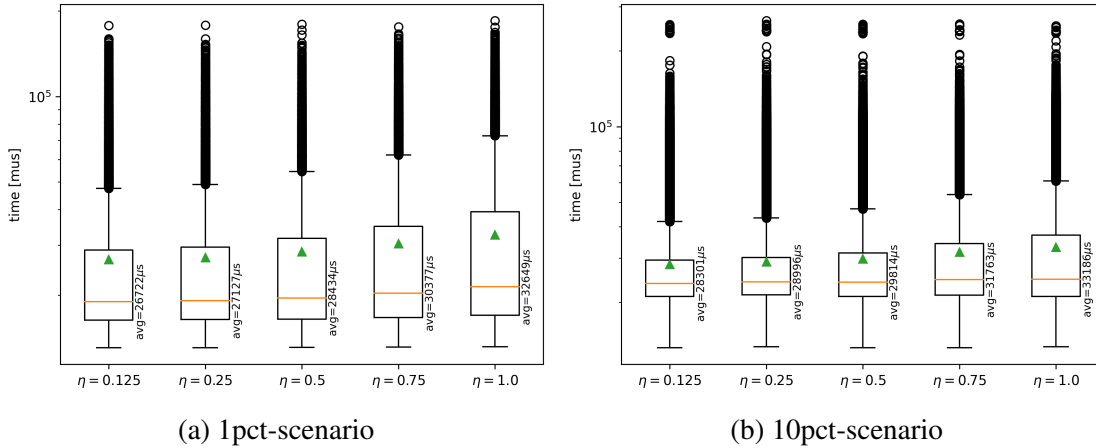 time [mus]
10⁵
avg=26722μs
avg=27127μs
avg=28434μs
avg=30377μs
avg=32649μs
η = 0.125
η = 0.25
η = 0.5
η = 0.75
η = 1.0
(a) 1pct-scenario
time [mus]
10⁵
avg=28301μs
avg=28996μs
avg=29814μs
avg=31763μs
avg=33186μs
η = 0.125
η = 0.25
η = 0.5
η = 0.75
η = 1.0
(b) 10pct-scenario